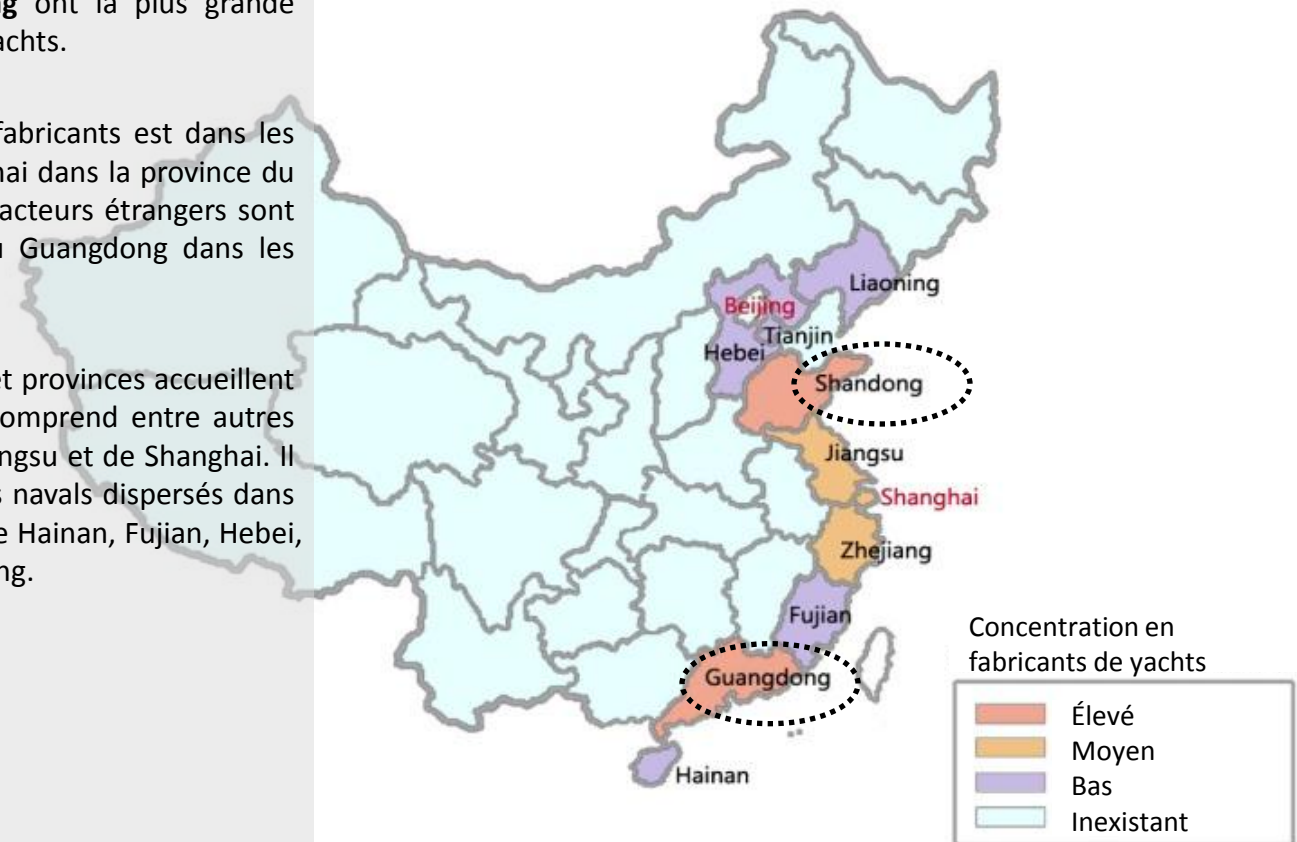 ng ont la plus grande
achts.
fabricants est dans les
hai dans la province du
acteurs étrangers sont
u Guangdong dans les
et provinces accueillent
omprend entre autres
ngsu et de Shanghai. Il
s navals dispersés dans
e Hainan, Fujian, Hebei,
ng.
Liaoning
Beijing
Tianjin
Hebei
Shandong
Jiangsu
Shanghai
Zhejiang
Fujian
Guangdong
Hainan
Concentration en
fabricants de yachts
Élevé
Moyen
Bas
Inexistant